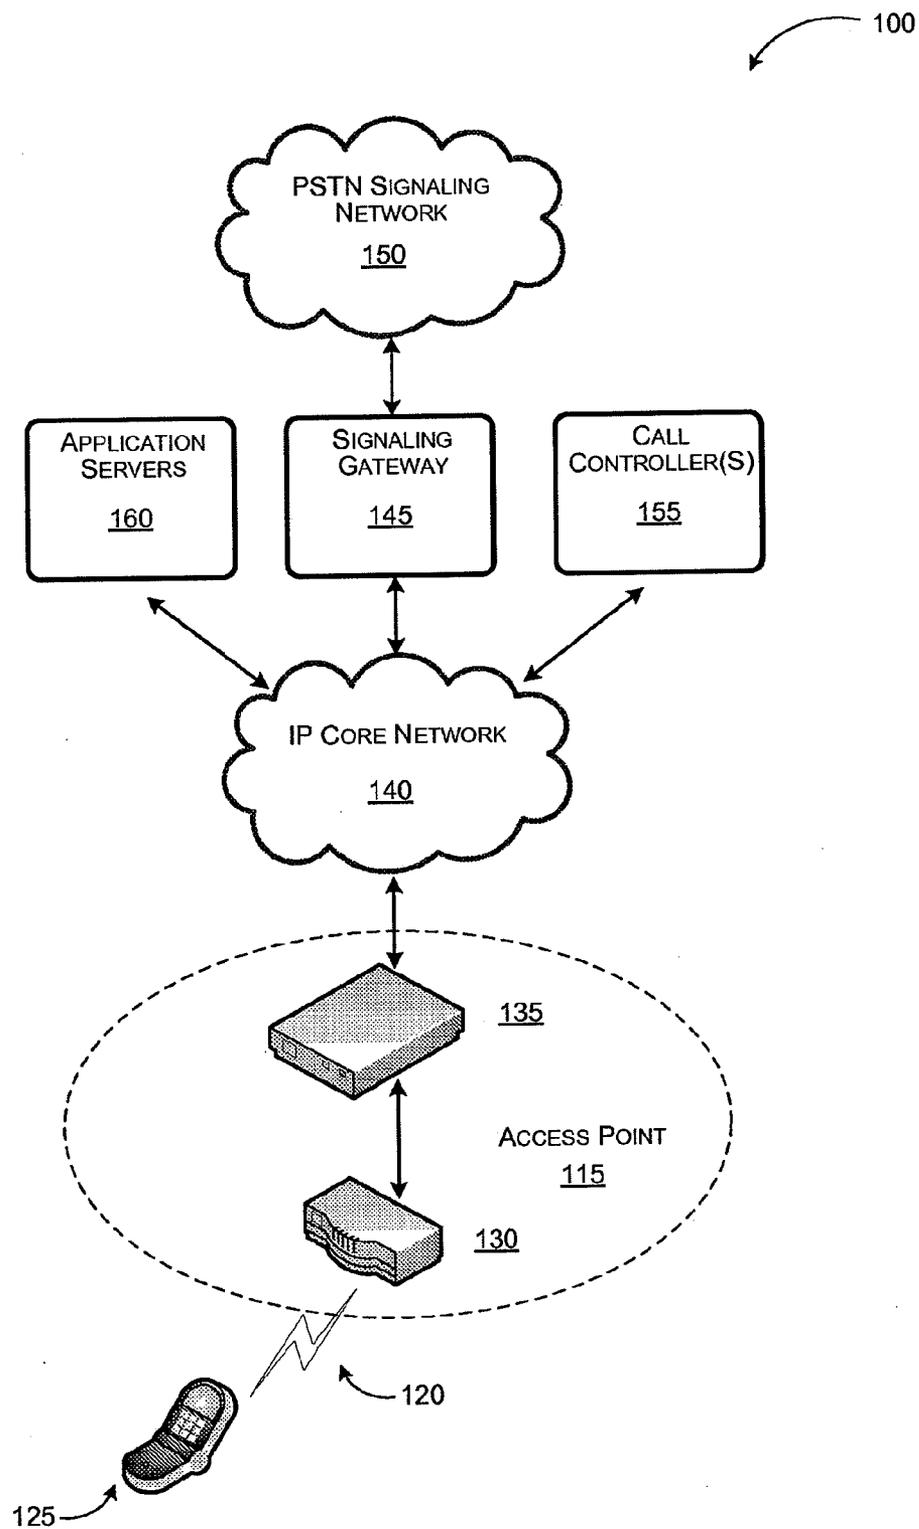 100
PSTN SIGNALING
NETWORK
150
APPLICATION
SERVERS
160
SIGNALING
GATEWAY
145
CALL
CONTROLLER(S)
155
IP CORE NETWORK
140
135
ACCESS POINT
115
130
120
125